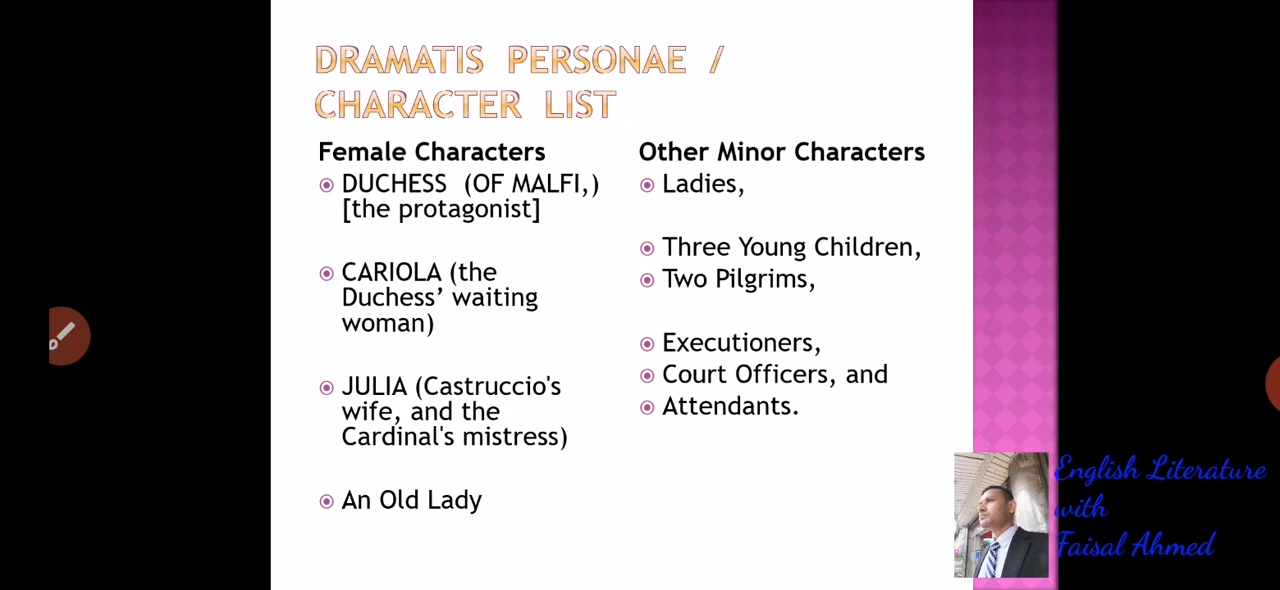 DRAMATIS PERSONAE /
CHARACTER LIST
Female Characters
DUCHESS (OF MALFI,)
[the protagonist]
CARIOLA (the
Duchess’ waiting
woman)
JULIA (Castruccio's
wife, and the
Cardinal's mistress)
An Old Lady
Other Minor Characters
Ladies,
Three Young Children,
Two Pilgrims,
Executioners,
Court Officers, and
Attendants.
English Literature
with
Faisal Ahmed